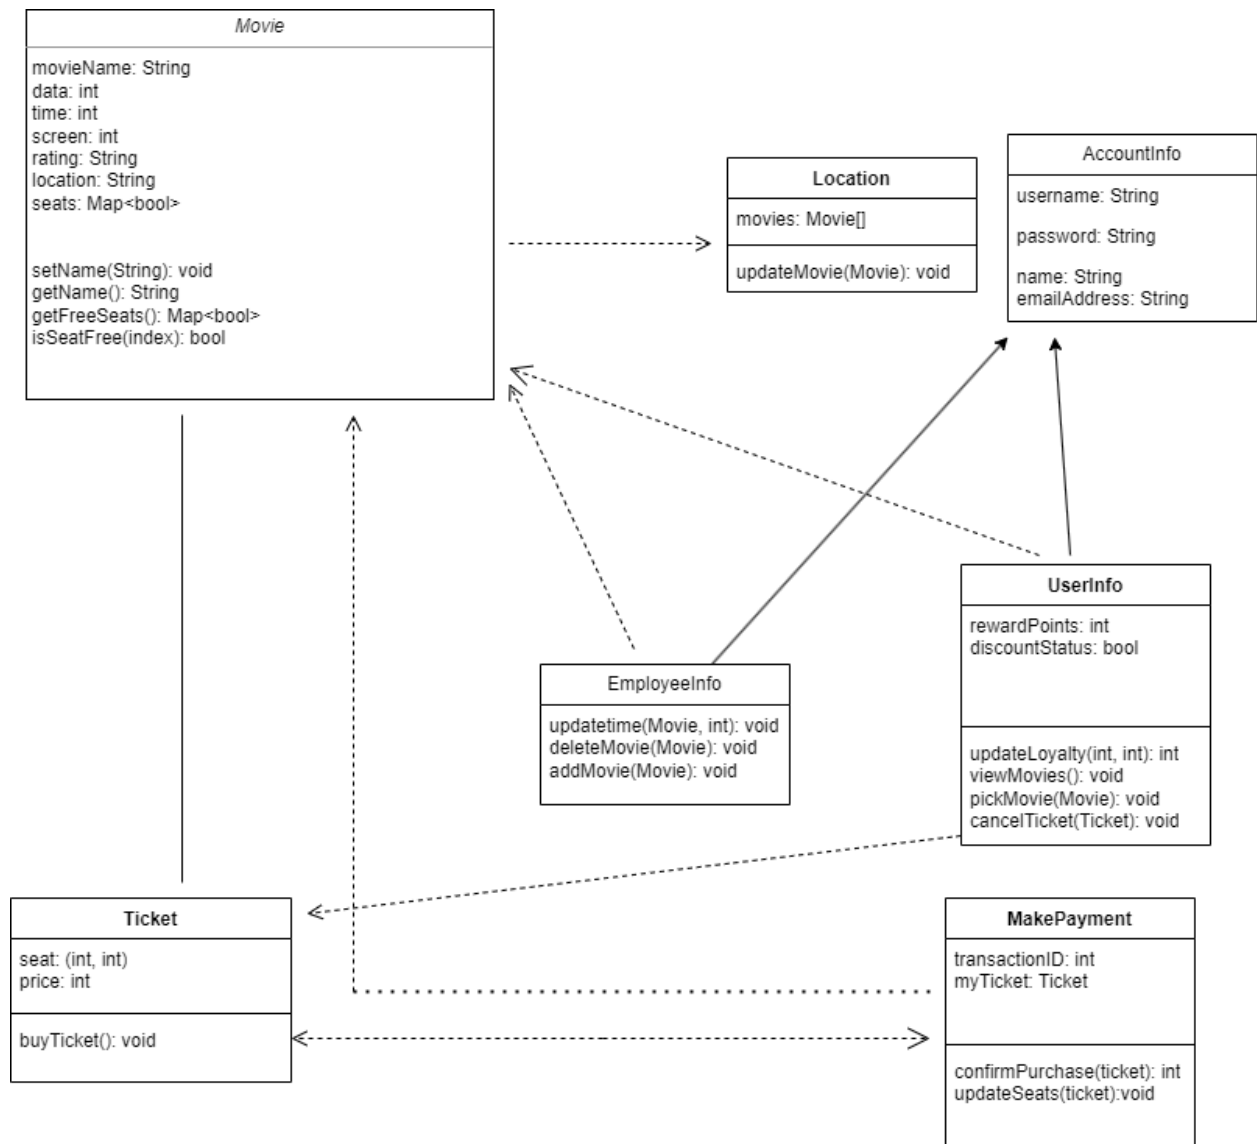 Movie
movieName: String
data: int
time: int
screen: int
rating: String
location: String
seats: Map<bool>
setName(String): void
getName(): String
getFreeSeats(): Map<bool>
isSeatFree(index): bool
Location
movies: Movie[]
updateMovie(Movie): void
AccountInfo
username: String
password: String
name: String
emailAddress: String
EmployeeInfo
updatetime(Movie, int): void
deleteMovie(Movie): void
addMovie(Movie): void
UserInfo
rewardPoints: int
discountStatus: bool
updateLoyalty(int, int): int
viewMovies(): void
pickMovie(Movie): void
cancelTicket(Ticket): void
Ticket
seat: (int, int)
price: int
buyTicket(): void
MakePayment
transactionID: int
myTicket: Ticket
confirmPurchase(ticket): int
updateSeats(ticket):void